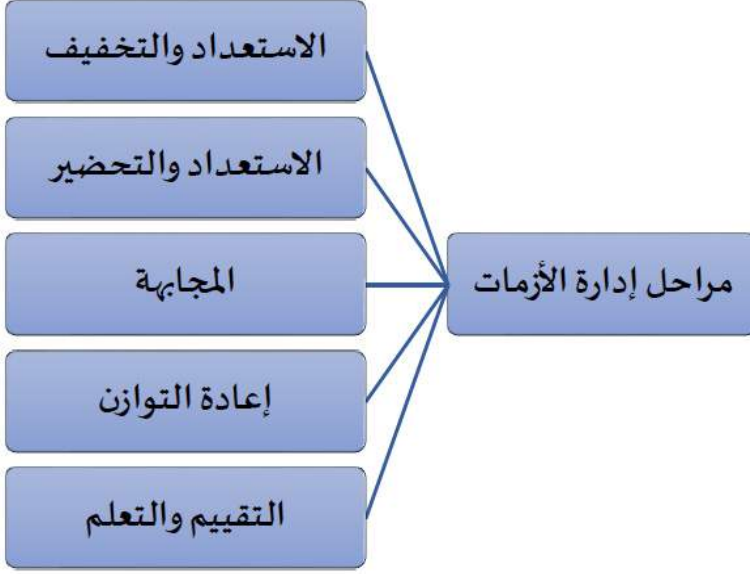 مراحل إدارة الأزمات
الاستعداد والتخفيف
الاستعداد والتحضير
المجابهة
إعادة التوازن
التقييم والتعلم